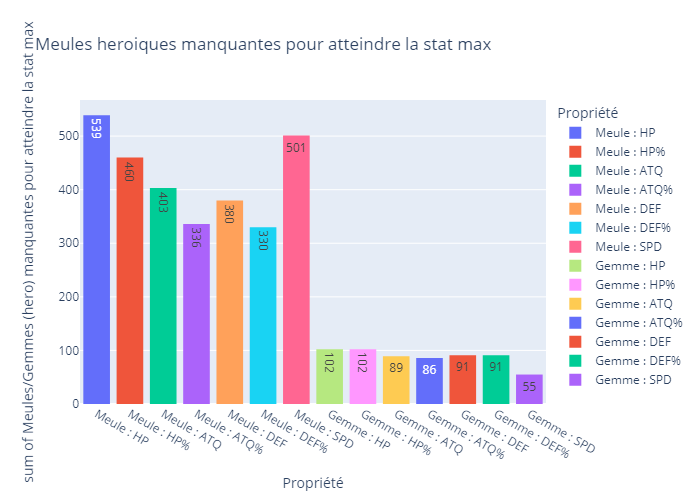 Meules heroiques manquantes pour atteindre la stat max
sum of Meules/Gemmes (hero) manquantes pour atteindre la stat max
500
400
300
200
100
0
539
460
403
336
380
330
501
102
102
89
86
91
91
55
Meule : HP
Meule : HP%
Meule : ATQ
Meule : ATQ%
Meule : DEF
Meule : DEF%
Meule : SPD
Gemme : HP
Gemme : HP%
Gemme : ATQ
Gemme : ATQ%
Gemme : DEF
Gemme : DEF%
Gemme : SPD
Propriété
Propriété
Meule : HP
Meule : HP%
Meule : ATQ
Meule : ATQ%
Meule : DEF
Meule : DEF%
Meule : SPD
Gemme : HP
Gemme : HP%
Gemme : ATQ
Gemme : ATQ%
Gemme : DEF
Gemme : DEF%
Gemme : SPD